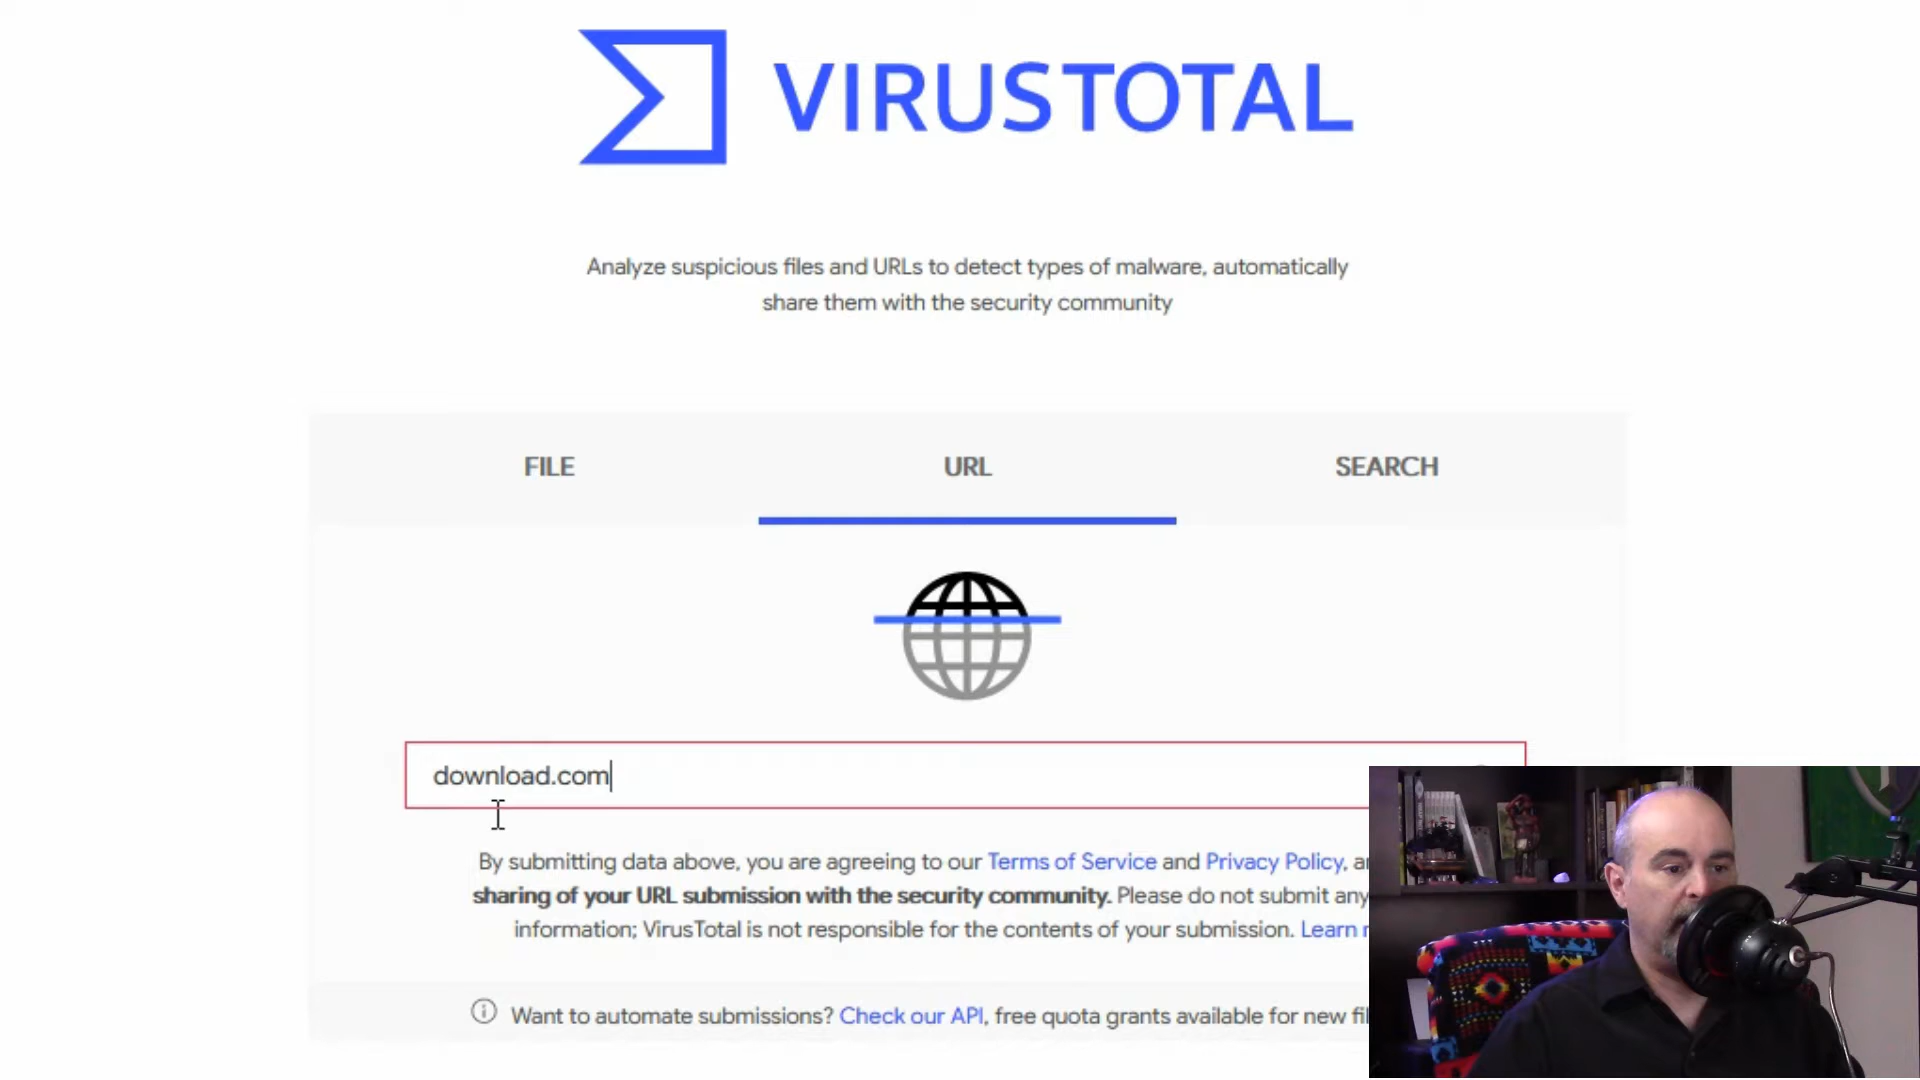 VIRUSTOTAL
Analyze suspicious files and URLs to detect types of malware, automatically
share them with the security community
FILE
URL
SEARCH
download.com
By submitting data above, you are agreeing to our Terms of Service and Privacy Policy,
sharing of your URL submission with the security community. Please do not submit any
information; VirusTotal is not responsible for the contents of your submission. Learn
Want to automate submissions? Check our API, free quota grants available for new